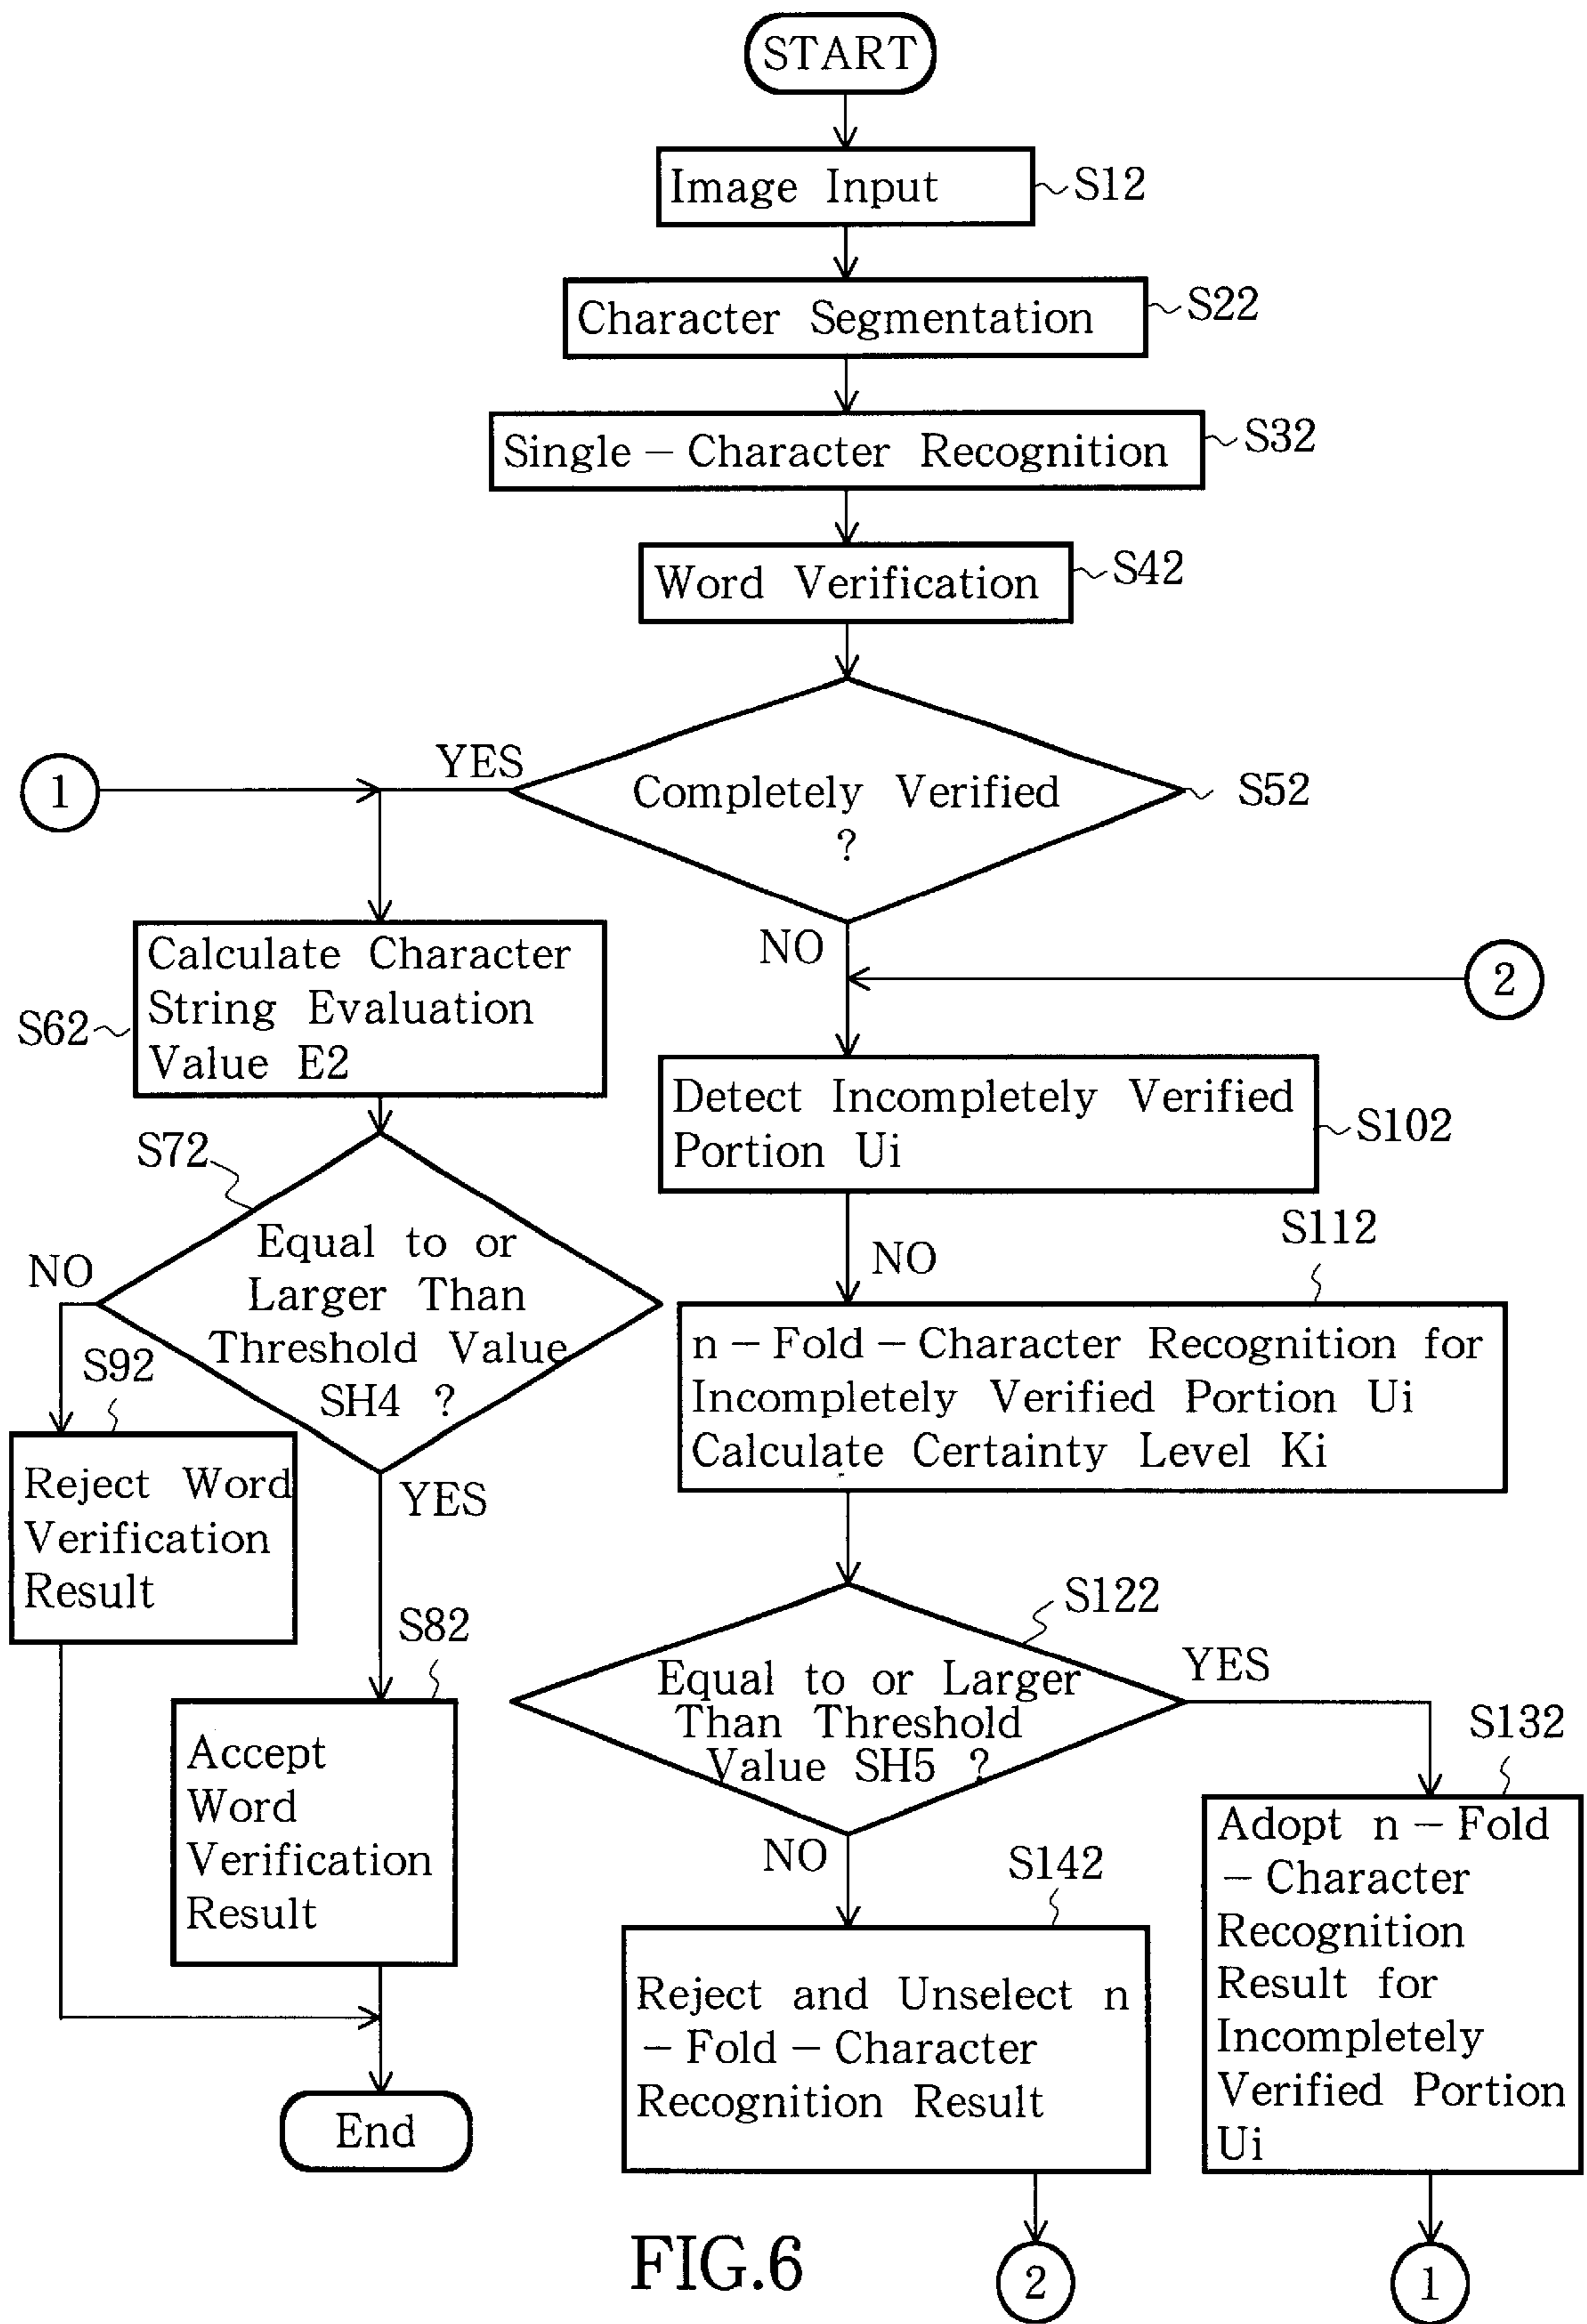 START
Image Input
S12
Character Segmentation
S22
Single-Character Recognition
S32
Word Verification
S42
1
YES
Completely Verified
?
S52
NO
2
Calculate Character
String Evaluation
Value E2
S62
Detect Incompletely Verified
Portion Ui
S102
S72
Equal to or
Larger Than
Threshold Value
SH4 ?
NO
NO
S112
n-Fold-Character Recognition for
Incompletely Verified Portion Ui
Calculate Certainty Level Ki
S92
Reject Word
Verification
Result
YES
S82
Accept
Word
Verification
Result
S122
Equal to or Larger
Than Threshold
Value SH5 ?
YES
S132
Adopt n-Fold
-Character
Recognition
Result for
Incompletely
Verified Portion
Ui
NO
S142
Reject and Unselect n
-Fold-Character
Recognition Result
End
2
1
FIG.6